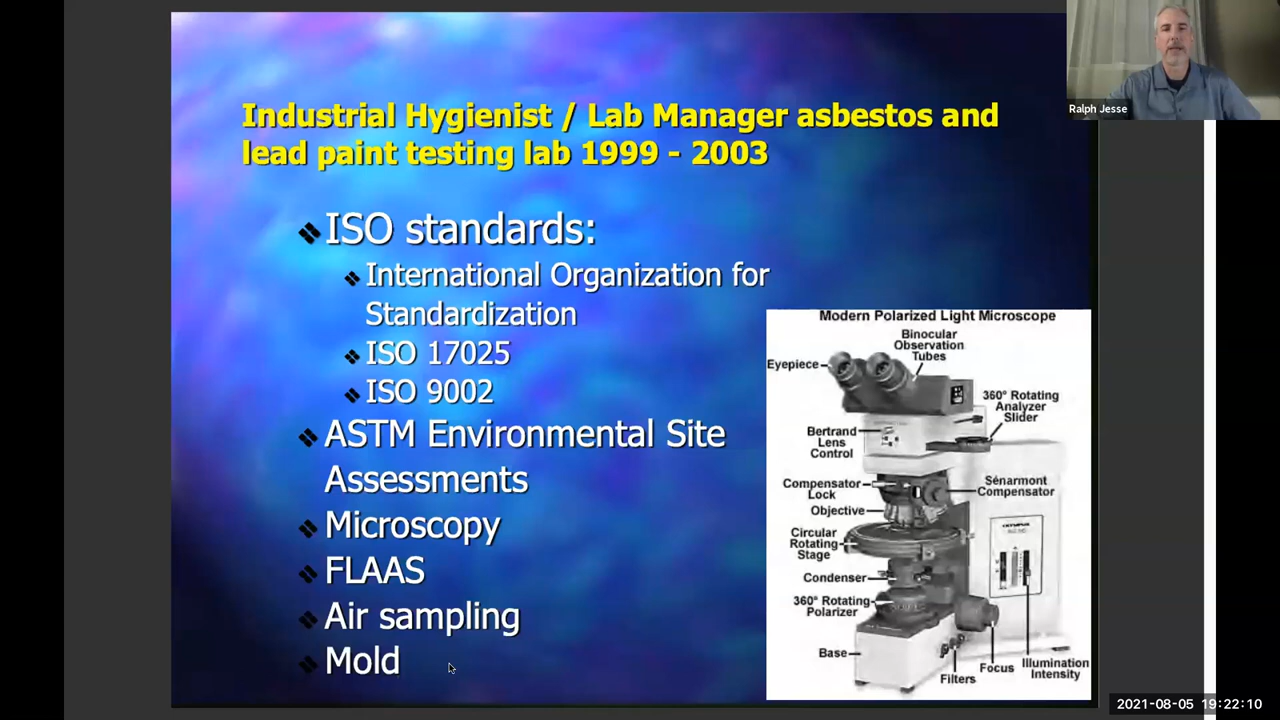 Industrial Hygienist / Lab Manager asbestos and
lead paint testing lab 1999 - 2003
ISO standards:
International Organization for
Standardization
ISO 17025
ISO 9002
ASTM Environmental Site
Assessments
Microscopy
FLAAS
Air sampling
Mold
Modern Polarized Light Microscope
Binocular
Observation
Tubes
Eyepiece
360° Rotating
Analyzer
Slider
Bertrand
Lens
Control
Compensator
Lock
Sénarmont
Compensator
Objective
Circular
Rotating
Stage
OLYMPUS
Condenser
360° Rotating
Polarizer
Base
Filters
Focus
Illumination
Intensity
Ralph Jesse
2021-08-05 19:22:10